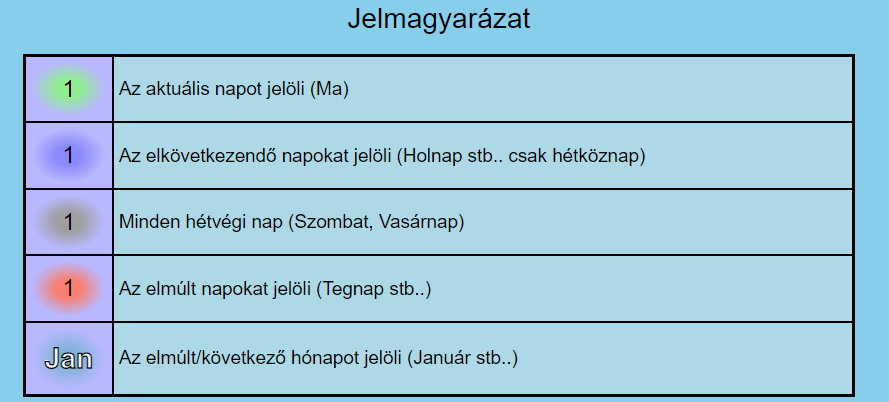 Jelmagyarázat
1 Az aktuális napot jelöli (Ma)
1 Az elkövetkezendő napokat jelöli (Holnap stb.. csak hétköznap)
1 Minden hétvégi nap (Szombat, Vasárnap)
1 Az elmúlt napokat jelöli (Tegnap stb..)
Jan Az elmúlt/következő hónapot jelöli (Január stb..)